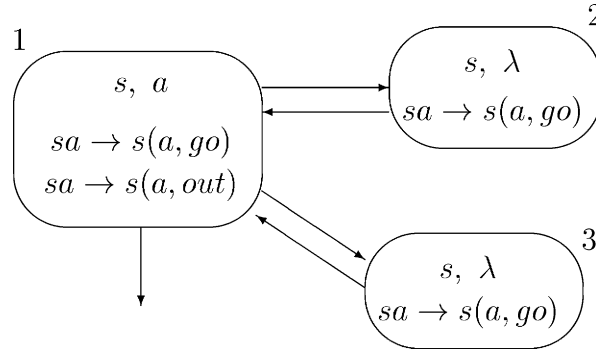 1
s, a
sa → s(a, go)
sa → s(a, out)
2
s, λ
sa → s(a, go)
3
s, λ
sa → s(a, go)